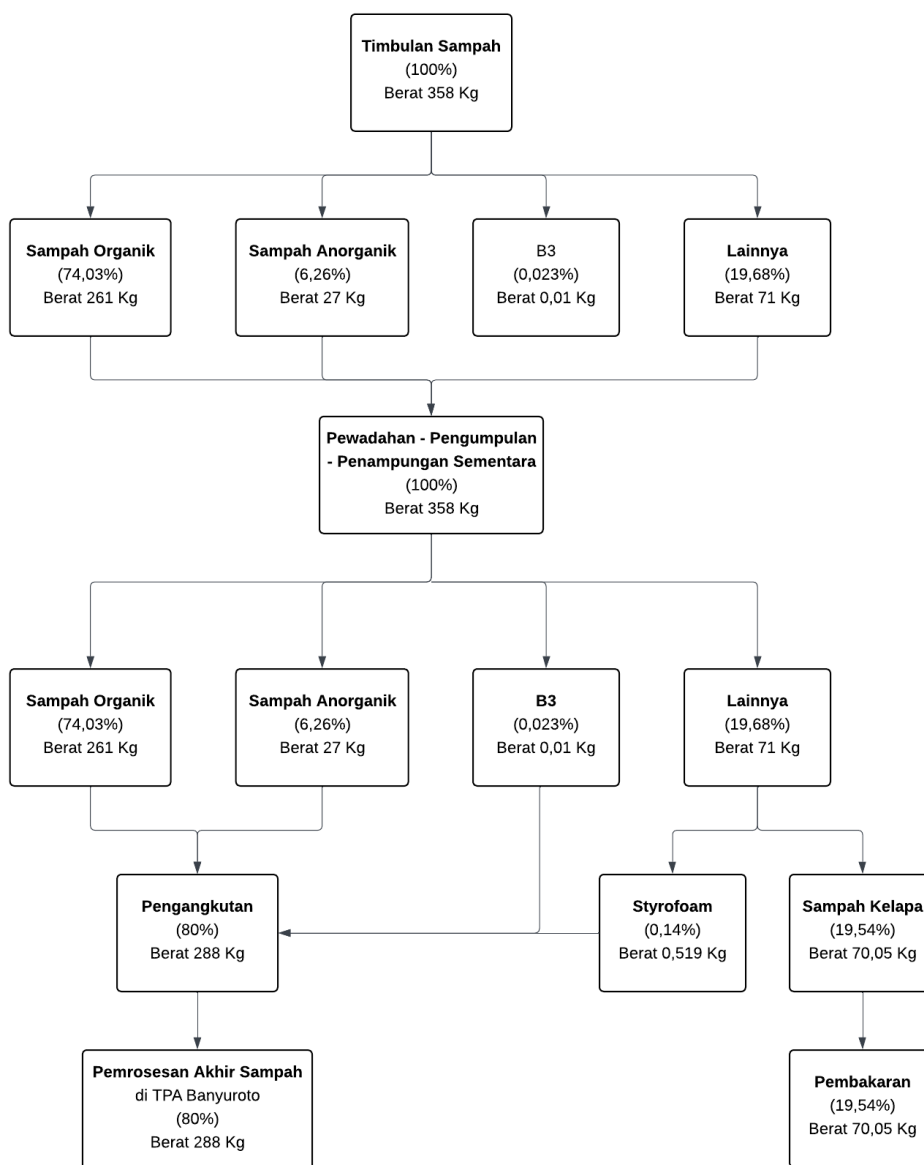 Timbulan Sampah
(100%)
Berat 358 Kg
Sampah Organik
(74,03%)
Berat 261 Kg
Sampah Anorganik
(6,26%)
Berat 27 Kg
B3
(0,023%)
Berat 0,01 Kg
Lainnya
(19,68%)
Berat 71 Kg
Pewadahan - Pengumpulan
- Penampungan Sementara
(100%)
Berat 358 Kg
Sampah Organik
(74,03%)
Berat 261 Kg
Sampah Anorganik
(6,26%)
Berat 27 Kg
B3
(0,023%)
Berat 0,01 Kg
Lainnya
(19,68%)
Berat 71 Kg
Pengangkutan
(80%)
Berat 288 Kg
Styrofoam
(0,14%)
Berat 0,519 Kg
Sampah Kelapa
(19,54%)
Berat 70,05 Kg
Pemrosesan Akhir Sampah
di TPA Banyuroto
(80%)
Berat 288 Kg
Pembakaran
(19,54%)
Berat 70,05 Kg